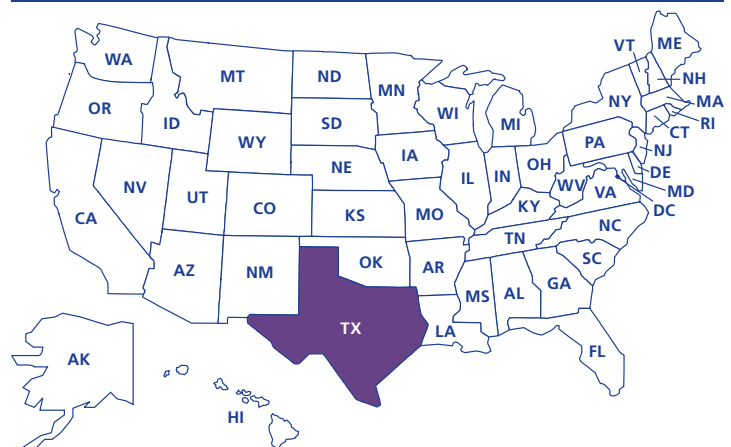 WA
MT
ND
MN
VT
ME
NH
OR
ID
SD
WI
MI
NY
MA
RI
WY
CT
IA
NE
PA
NJ
NV
UT
CO
IL
IN
OH
DE
MD
WV
VA
DC
CA
KS
MO
KY
NC
TN
AZ
NM
OK
AR
SC
MS
AL
GA
TX
LA
FL
AK
HI